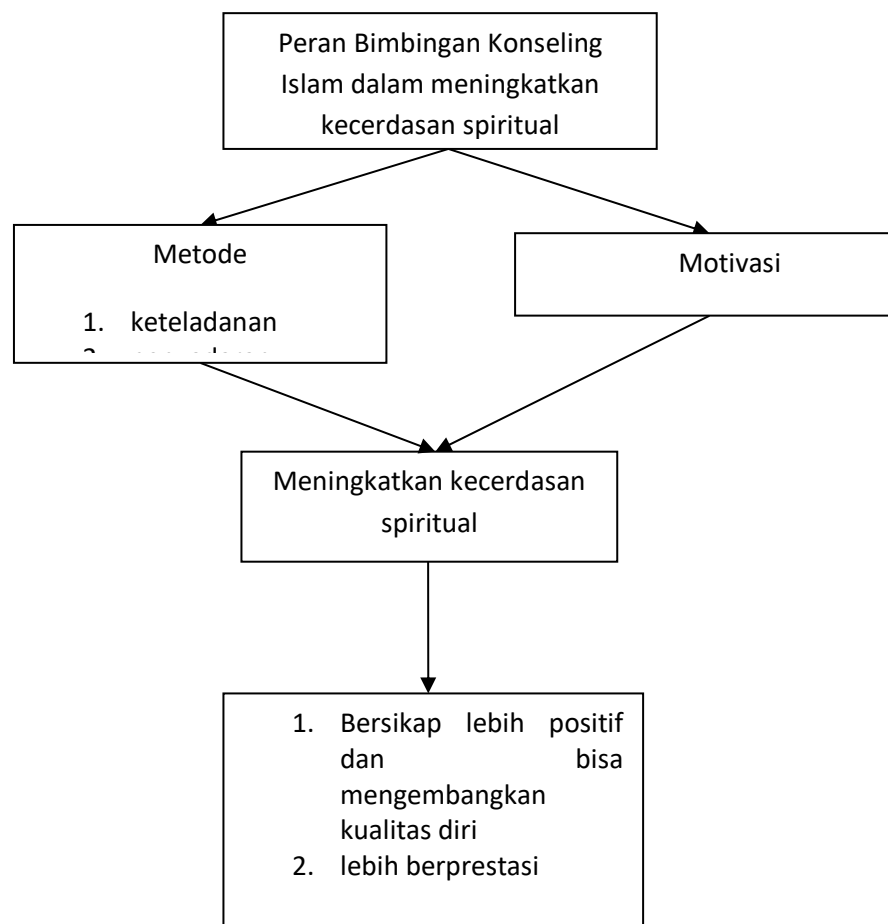 Peran Bimbingan Konseling
Islam dalam meningkatkan
kecerdasan spiritual
Metode
1. keteladanan
Motivasi
Meningkatkan kecerdasan
spiritual
1. Bersikap lebih positif
dan bisa
mengembangkan
kualitas diri
2. lebih berprestasi